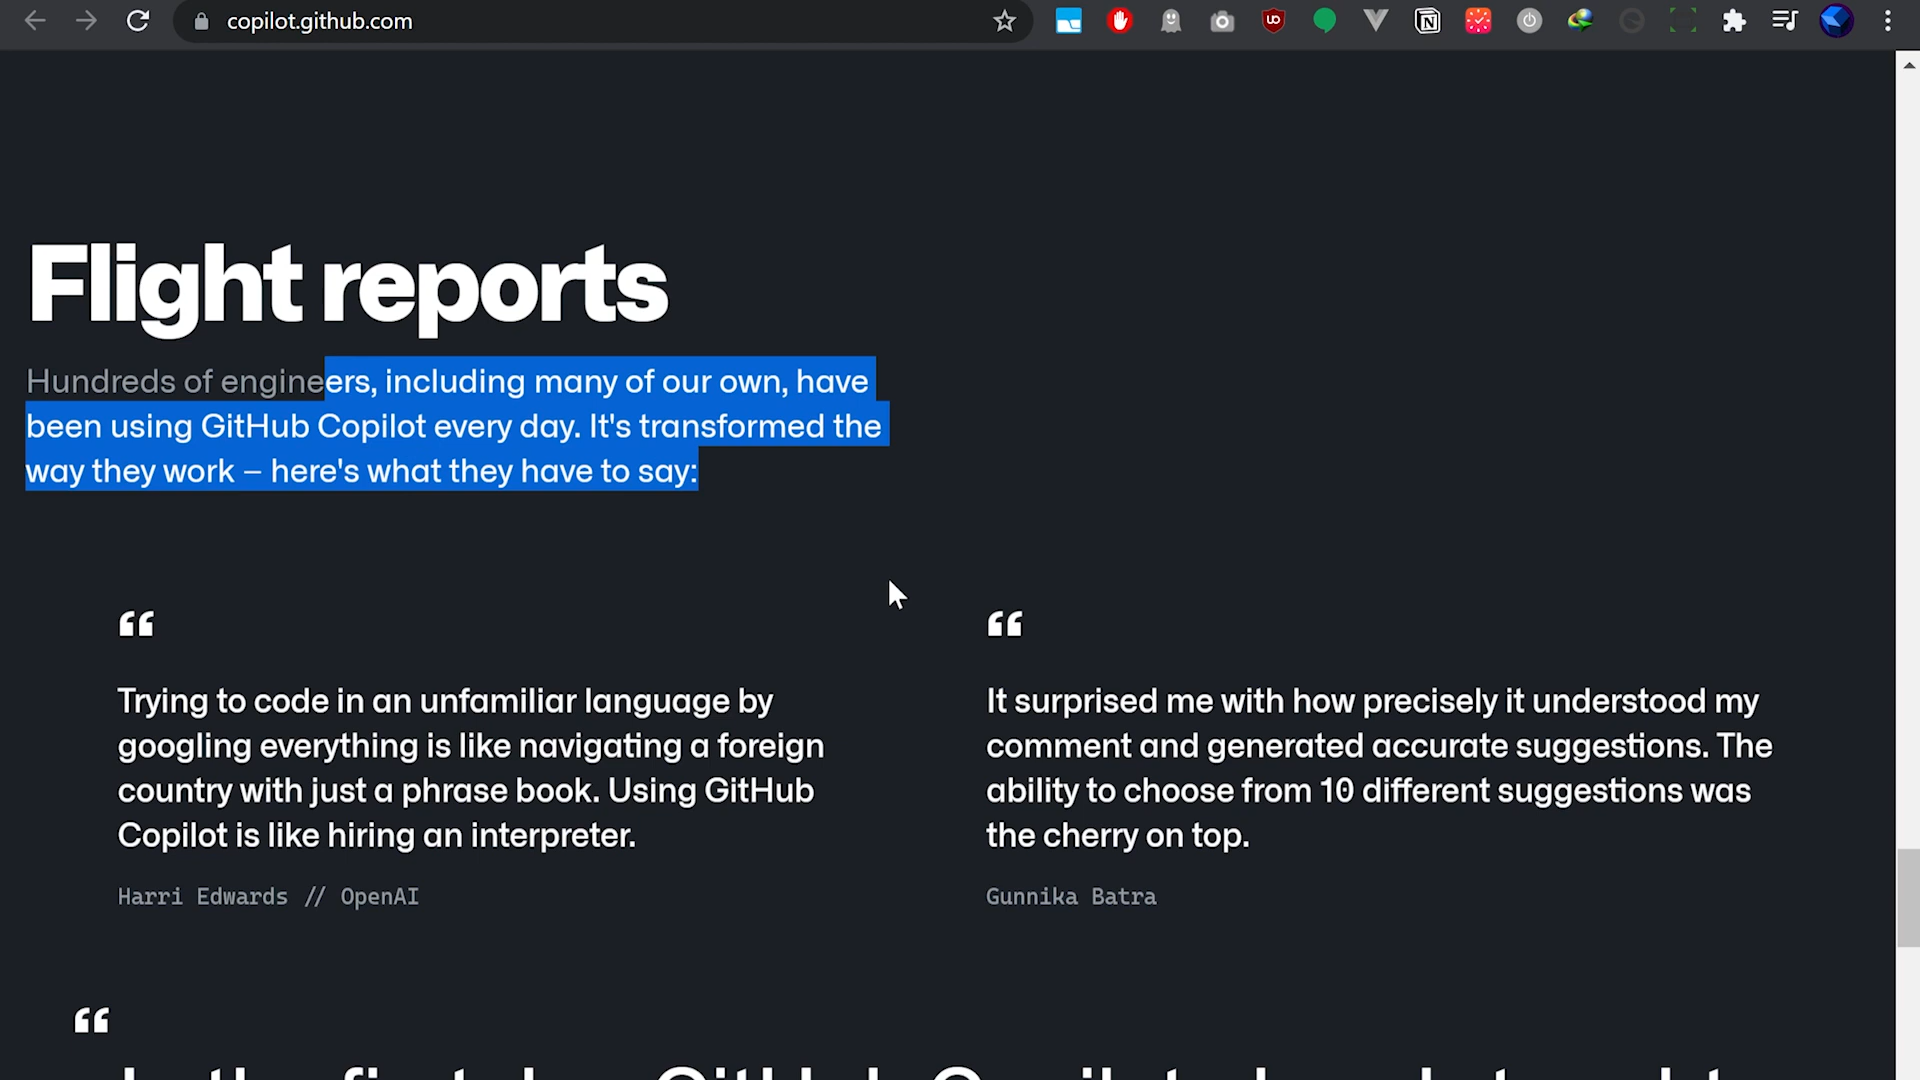 copilot.github.com
Flight reports
Hundreds of engineers, including many of our own, have
been using GitHub Copilot every day. It's transformed the
way they work – here's what they have to say:
“ “
Trying to code in an unfamiliar language by
googling everything is like navigating a foreign
country with just a phrase book. Using GitHub
Copilot is like hiring an interpreter.
Harri Edwards // OpenAI
It surprised me with how precisely it understood my
comment and generated accurate suggestions. The
ability to choose from 10 different suggestions was
the cherry on top.
Gunnika Batra
“
GitHub Copilot